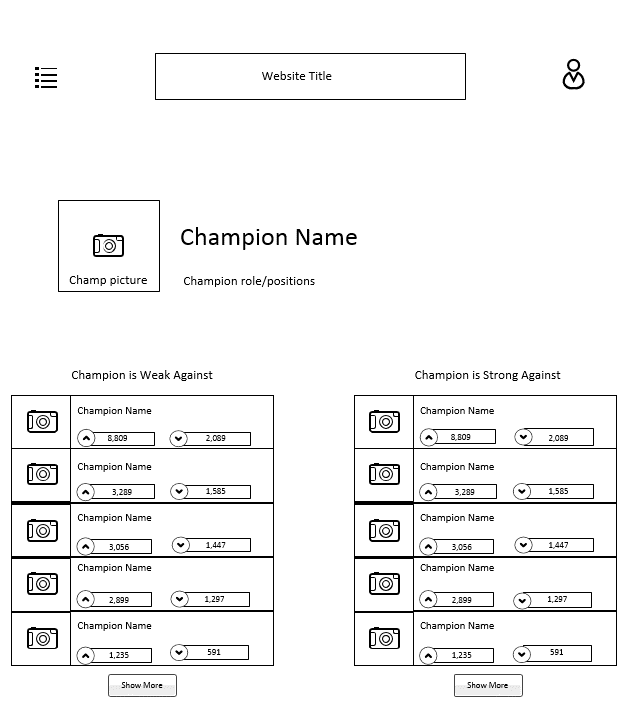 Website Title
Champ picture
Champion Name
Champion role/positions
Champion is Weak Against
Champion Name
8,809 2,089
Champion Name
3,289 1,585
Champion Name
3,056 1,447
Champion Name
2,899 1,297
Champion Name
1,235 591
Show More
Champion is Strong Against
Champion Name
8,809 2,089
Champion Name
3,289 1,585
Champion Name
3,056 1,447
Champion Name
2,899 1,297
Champion Name
1,235 591
Show More